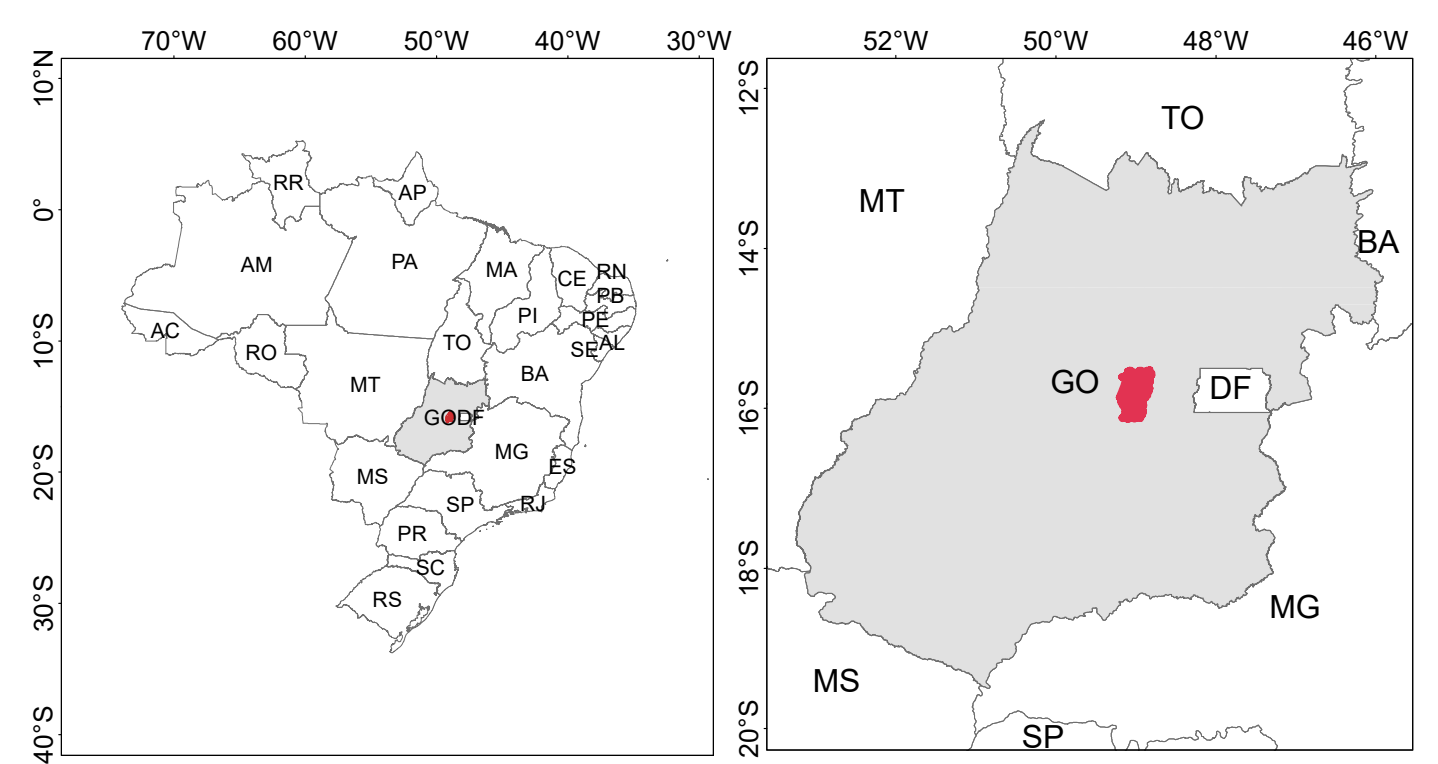 70°W 60°W 50°W 40°W 30°W
10°N
0°
10°S
20°S
30°S
40°S
RR
AP
AM
PA
MA
CE
RN
PB
PI
PE
AC
TO
AL
SE
RO
BA
MT
GO
DF
MG
ES
MS
SP
RJ
PR
SC
RS
52°W 50°W 48°W 46°W
12°S
14°S
16°S
18°S
20°S
TO
MT
BA
GO
DF
MG
MS
SP